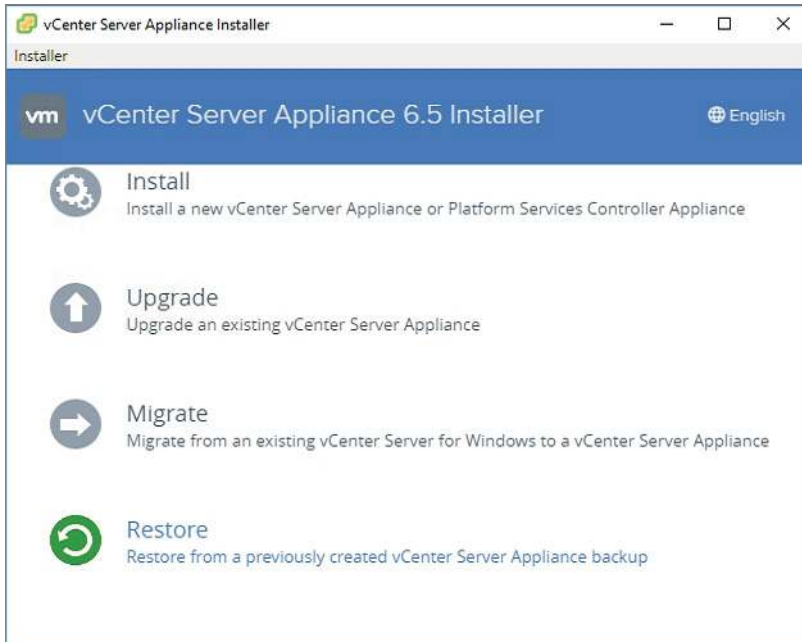 vCenter Server Appliance Installer
Installer
vm vCenter Server Appliance 6.5 Installer English
Install
Install a new vCenter Server Appliance or Platform Services Controller Appliance
Upgrade
Upgrade an existing vCenter Server Appliance
Migrate
Migrate from an existing vCenter Server for Windows to a vCenter Server Appliance
Restore
Restore from a previously created vCenter Server Appliance backup